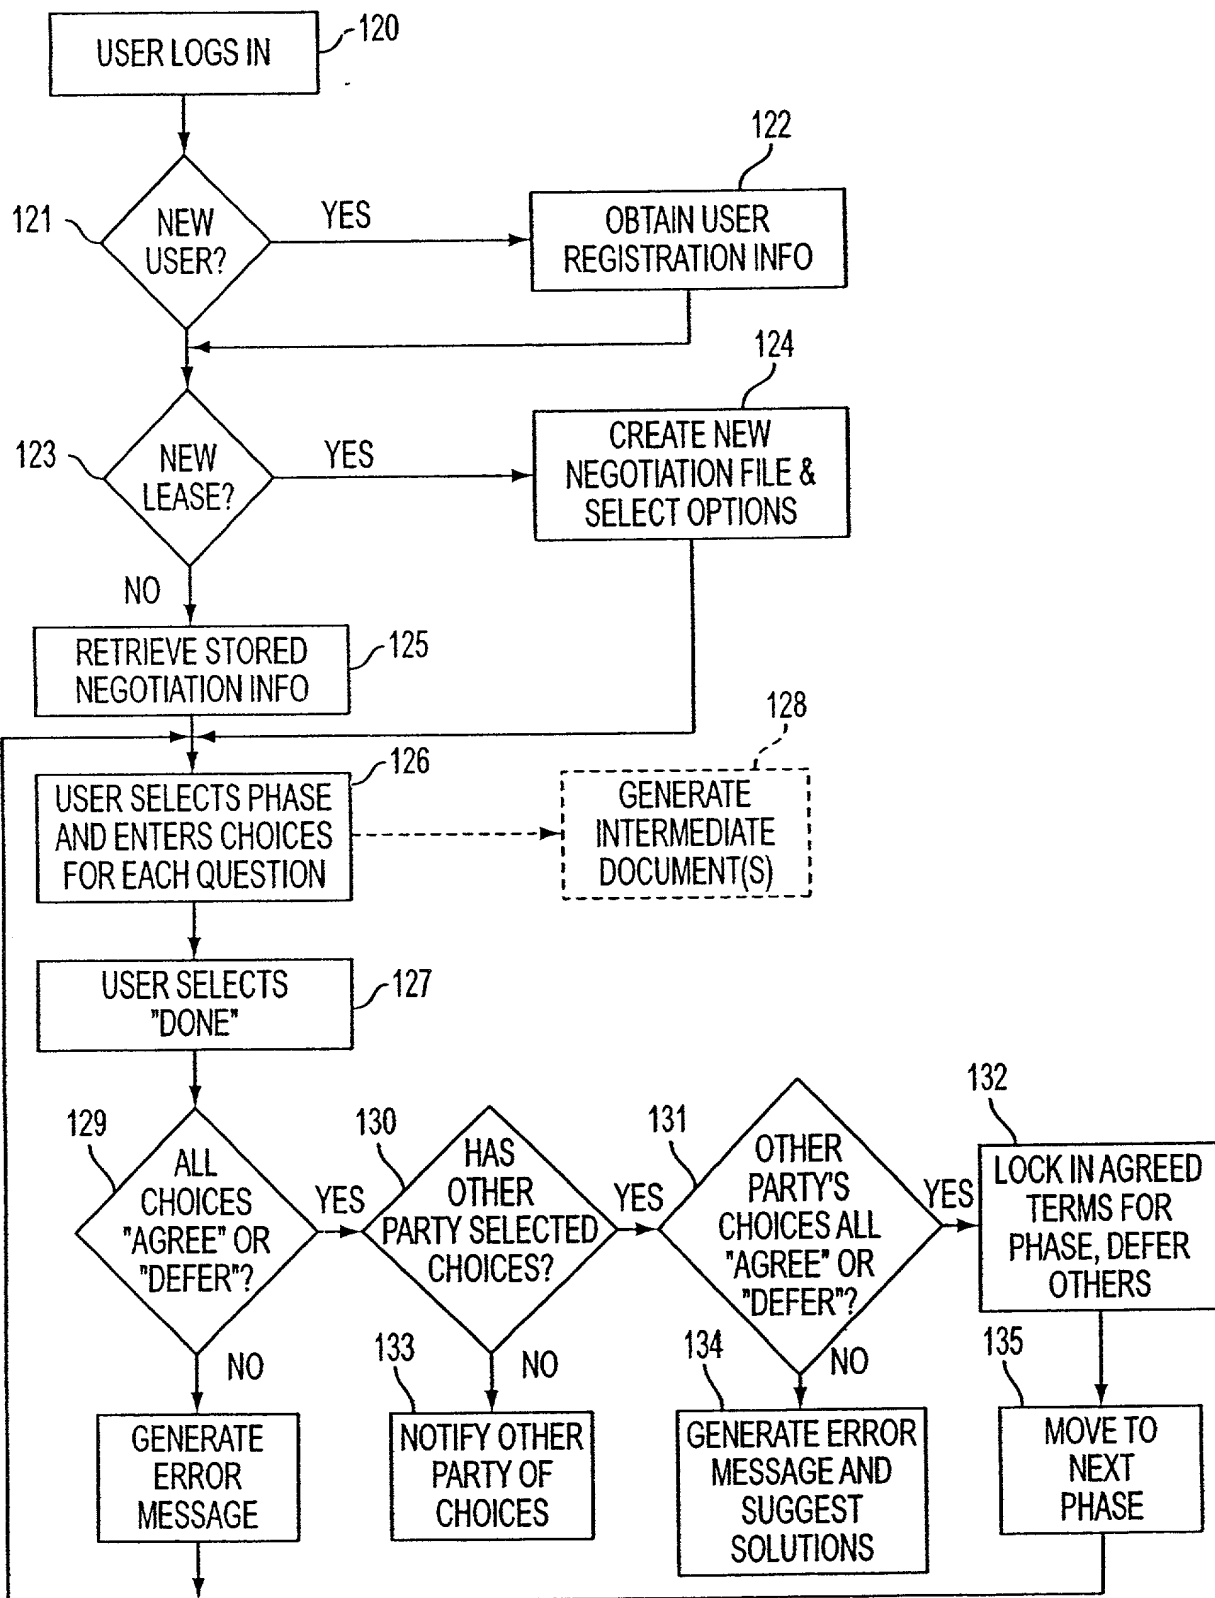 USER LOGS IN
120
121
NEW
USER?
YES
122
OBTAIN USER
REGISTRATION INFO
123
NEW
LEASE?
YES
124
CREATE NEW
NEGOTIATION FILE &
SELECT OPTIONS
NO
RETRIEVE STORED
NEGOTIATION INFO
125
126
USER SELECTS PHASE
AND ENTERS CHOICES
FOR EACH QUESTION
128
GENERATE
INTERMEDIATE
DOCUMENT(S)
USER SELECTS
"DONE"
127
129
ALL
CHOICES
"AGREE" OR
"DEFER"?
YES
NO
130
HAS
OTHER
PARTY SELECTED
CHOICES?
YES
NO
131
OTHER
PARTY'S
CHOICES ALL
"AGREE" OR
"DEFER"?
YES
NO
132
LOCK IN AGREED
TERMS FOR
PHASE, DEFER
OTHERS
GENERATE
ERROR
MESSAGE
133
NOTIFY OTHER
PARTY OF
CHOICES
134
GENERATE ERROR
MESSAGE AND
SUGGEST
SOLUTIONS
135
MOVE TO
NEXT
PHASE